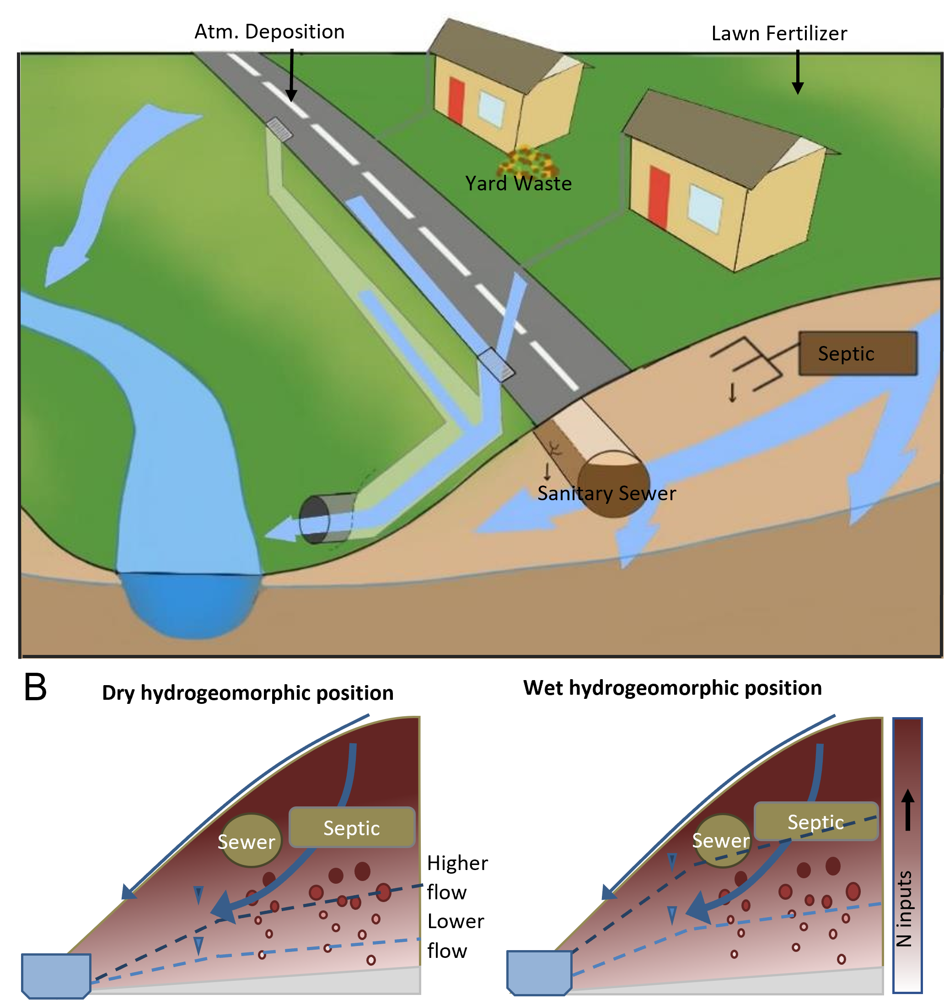 Atm. Deposition
Lawn Fertilizer
Yard Waste
Septic
Sanitary Sewer
B
Dry hydrogeomorphic position
Wet hydrogeomorphic position
Sewer
Septic
Higher
flow
Lower
flow
Sewer
Septic
N inputs